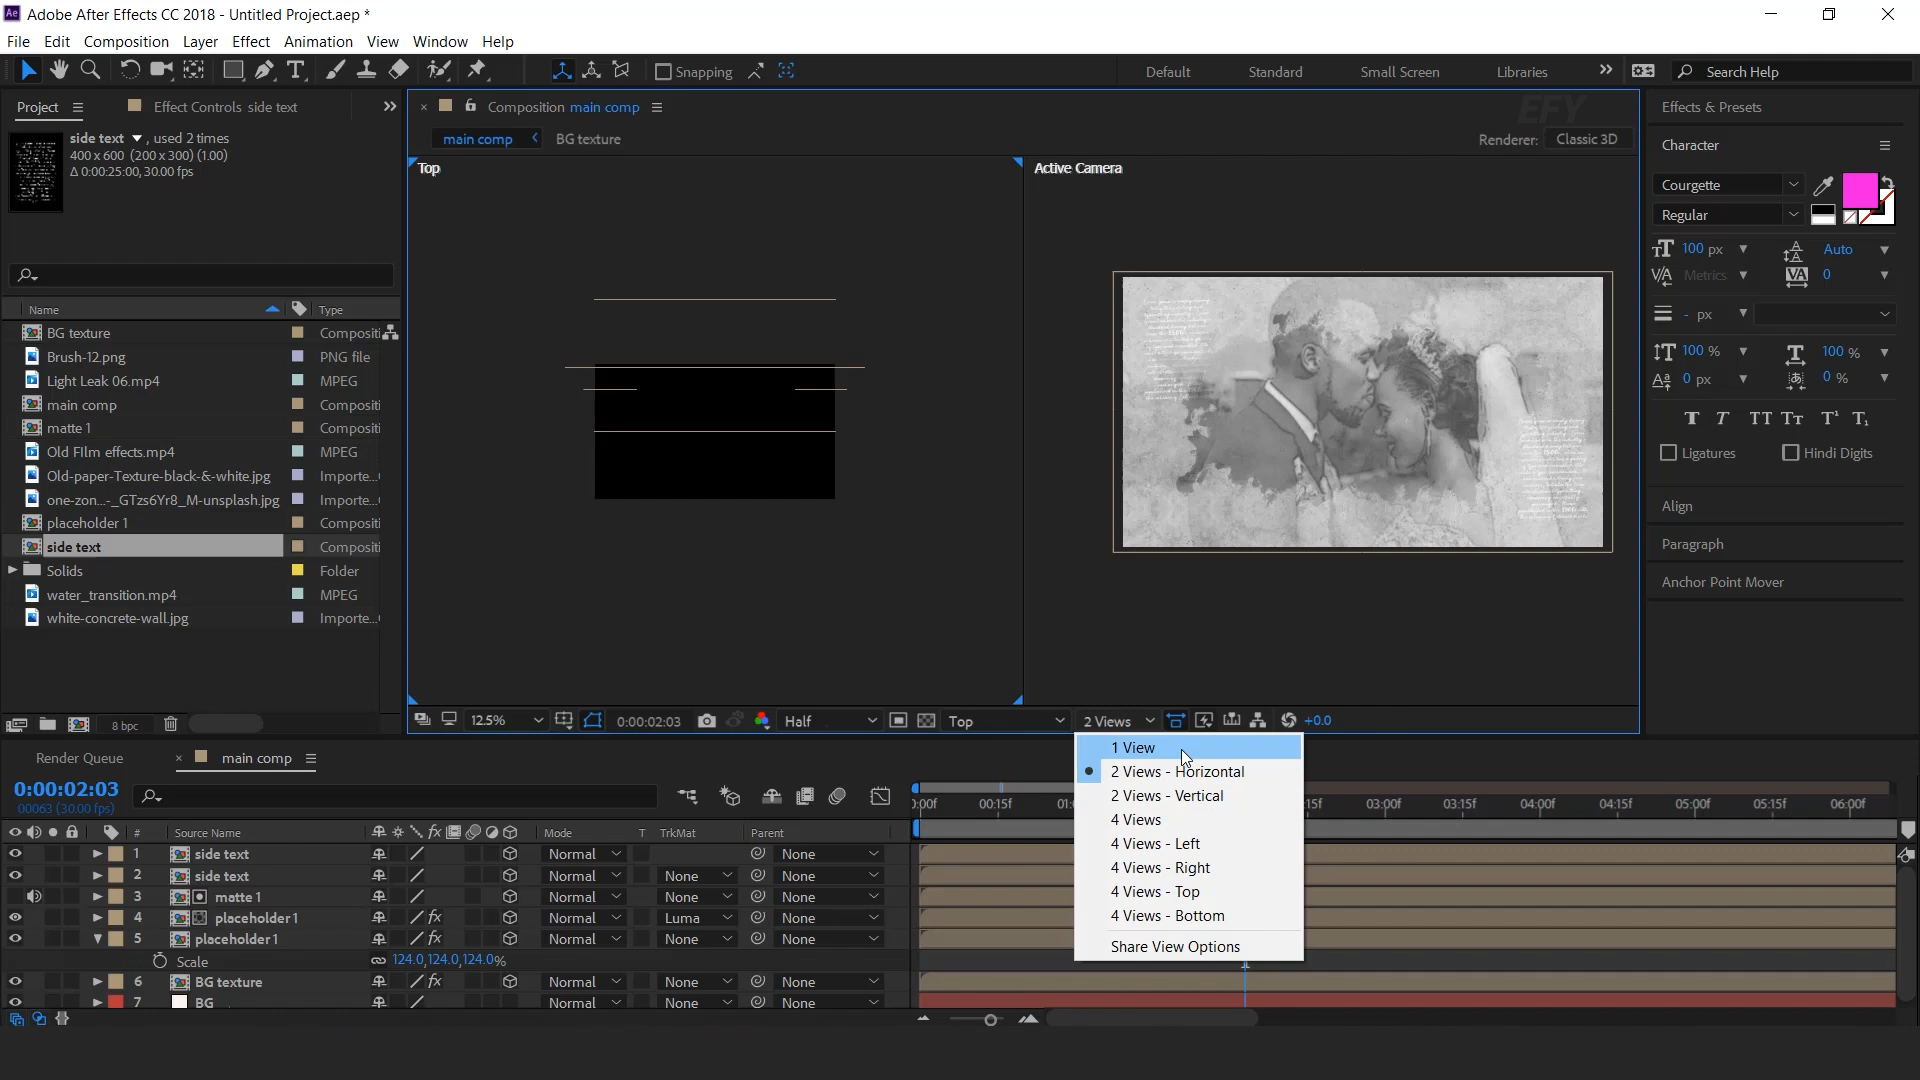 Adobe After Effects CC 2018 - Untitled Project.aep *
File Edit Composition Layer Effect Animation View Window Help
Snapping
Default Standard Small Screen Libraries
Search Help
Project
Effect Controls side text
side text , used 2 times
400 x 600 (200 x 300) (1.00)
Δ 0:00:25:00, 30.00 fps
Name Type
BG texture Compositi
Brush-12.png PNG file
Light Leak 06.mp4 MPEG
main comp Compositi
matte 1 Compositi
Old FIlm effects.mp4 MPEG
Old-paper-Texture-black-&-white.jpg Importe...
one-zon...-_GTzs6Yr8_M-unsplash.jpg Importe...
placeholder 1 Compositi
side text Compositi
Solids Folder
water_transition.mp4 MPEG
white-concrete-wall.jpg Importe...
8 bpc
Composition main comp
EFY
main comp BG texture
Renderer: Classic 3D
Top
Active Camera
12.5% 0:00:02:03 Half Top 2 Views +0.0
1 View
2 Views - Horizontal
2 Views - Vertical
4 Views
4 Views - Left
4 Views - Right
4 Views - Top
4 Views - Bottom
Share View Options
Effects & Presets
Character
Courgette
Regular
100 px Auto
Metrics 0
- px
100 % 100 %
0 px 0 %
T T TT Tt T¹ T₁
Ligatures Hindi Digits
Align
Paragraph
Anchor Point Mover
Render Queue main comp
0:00:02:03
00063 (30.00 fps)
:00f 00:15f 01: 15f 03:00f 03:15f 04:00f 04:15f 05:00f 05:15f 06:00f
# Source Name Mode T TrkMat Parent
1 side text Normal None
2 side text Normal None None
3 matte 1 Normal None None
4 placeholder 1 Normal Luma None
5 placeholder 1 Normal None None
Scale 124.0,124.0,124.0%
6 BG texture Normal None None
7 BG Normal None None